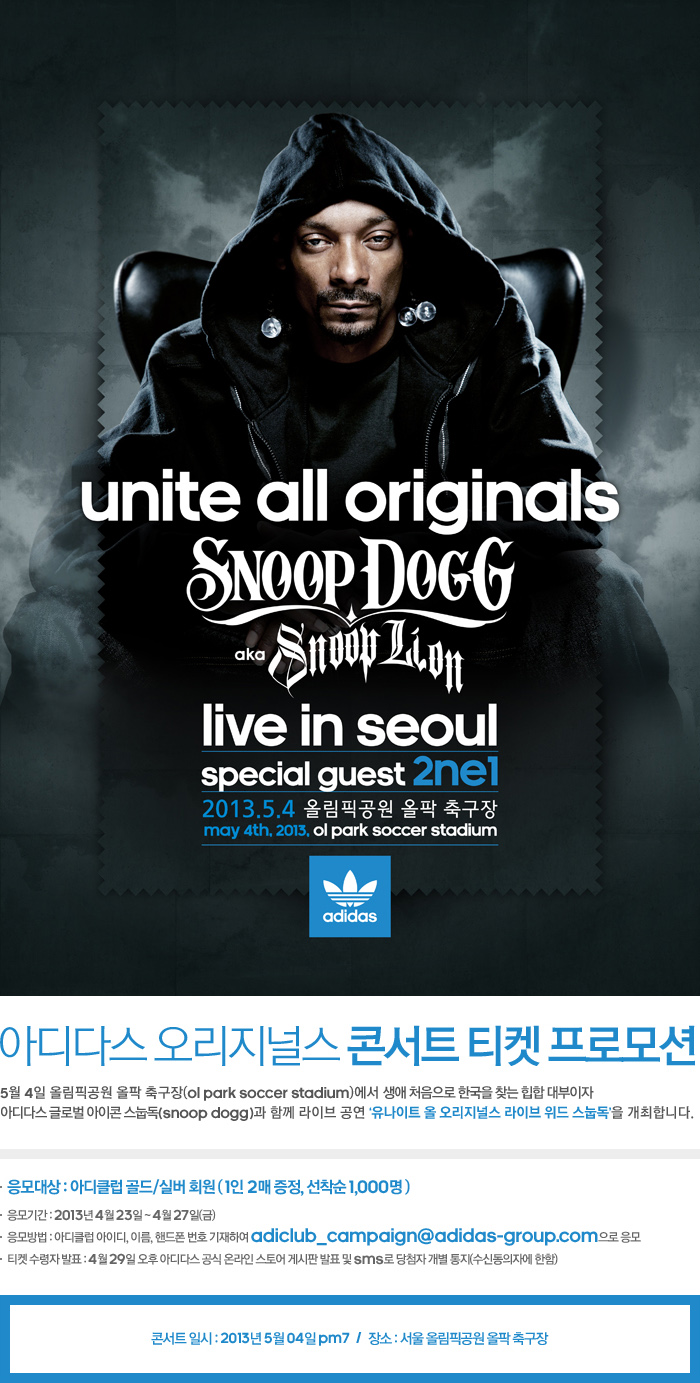 unite all originals
SNOOP DOGG
aka Snoop Lion
live in seoul
special guest 2ne1
2013.5.4 올림픽공원 올팍 축구장
may 4th, 2013, ol park soccer stadium
adidas
아디다스 오리지널스 콘서트 티켓 프로모션
5월 4일 올림픽공원 올팍 축구장(ol park soccer stadium)에서 생애 처음으로 한국을 찾는 힙합 대부이자
아디다스 글로벌 아이콘 스눕독(snoop dogg)과 함께 라이브 공연 '유나이트 올 오리지널스 라이브 위드 스눕독'을 개최합니다.
· 응모대상 : 아디클럽 골드/실버 회원 ( 1인 2매 증정, 선착순 1,000명 )
· 응모기간 : 2013년 4월 23일 ~ 4월 27일(금)
· 응모방법 : 아디클럽 아이디, 이름, 핸드폰 번호 기재하여 adiclub_campaign@adidas-group.com으로 응모
· 티켓 수령자 발표 : 4월 29일 오후 아디다스 공식 온라인 스토어 게시판 발표 및 sms로 당첨자 개별 통지(수신동의자에 한함)
콘서트 일시 : 2013년 5월 04일 pm7 / 장소 : 서울 올림픽공원 올팍 축구장